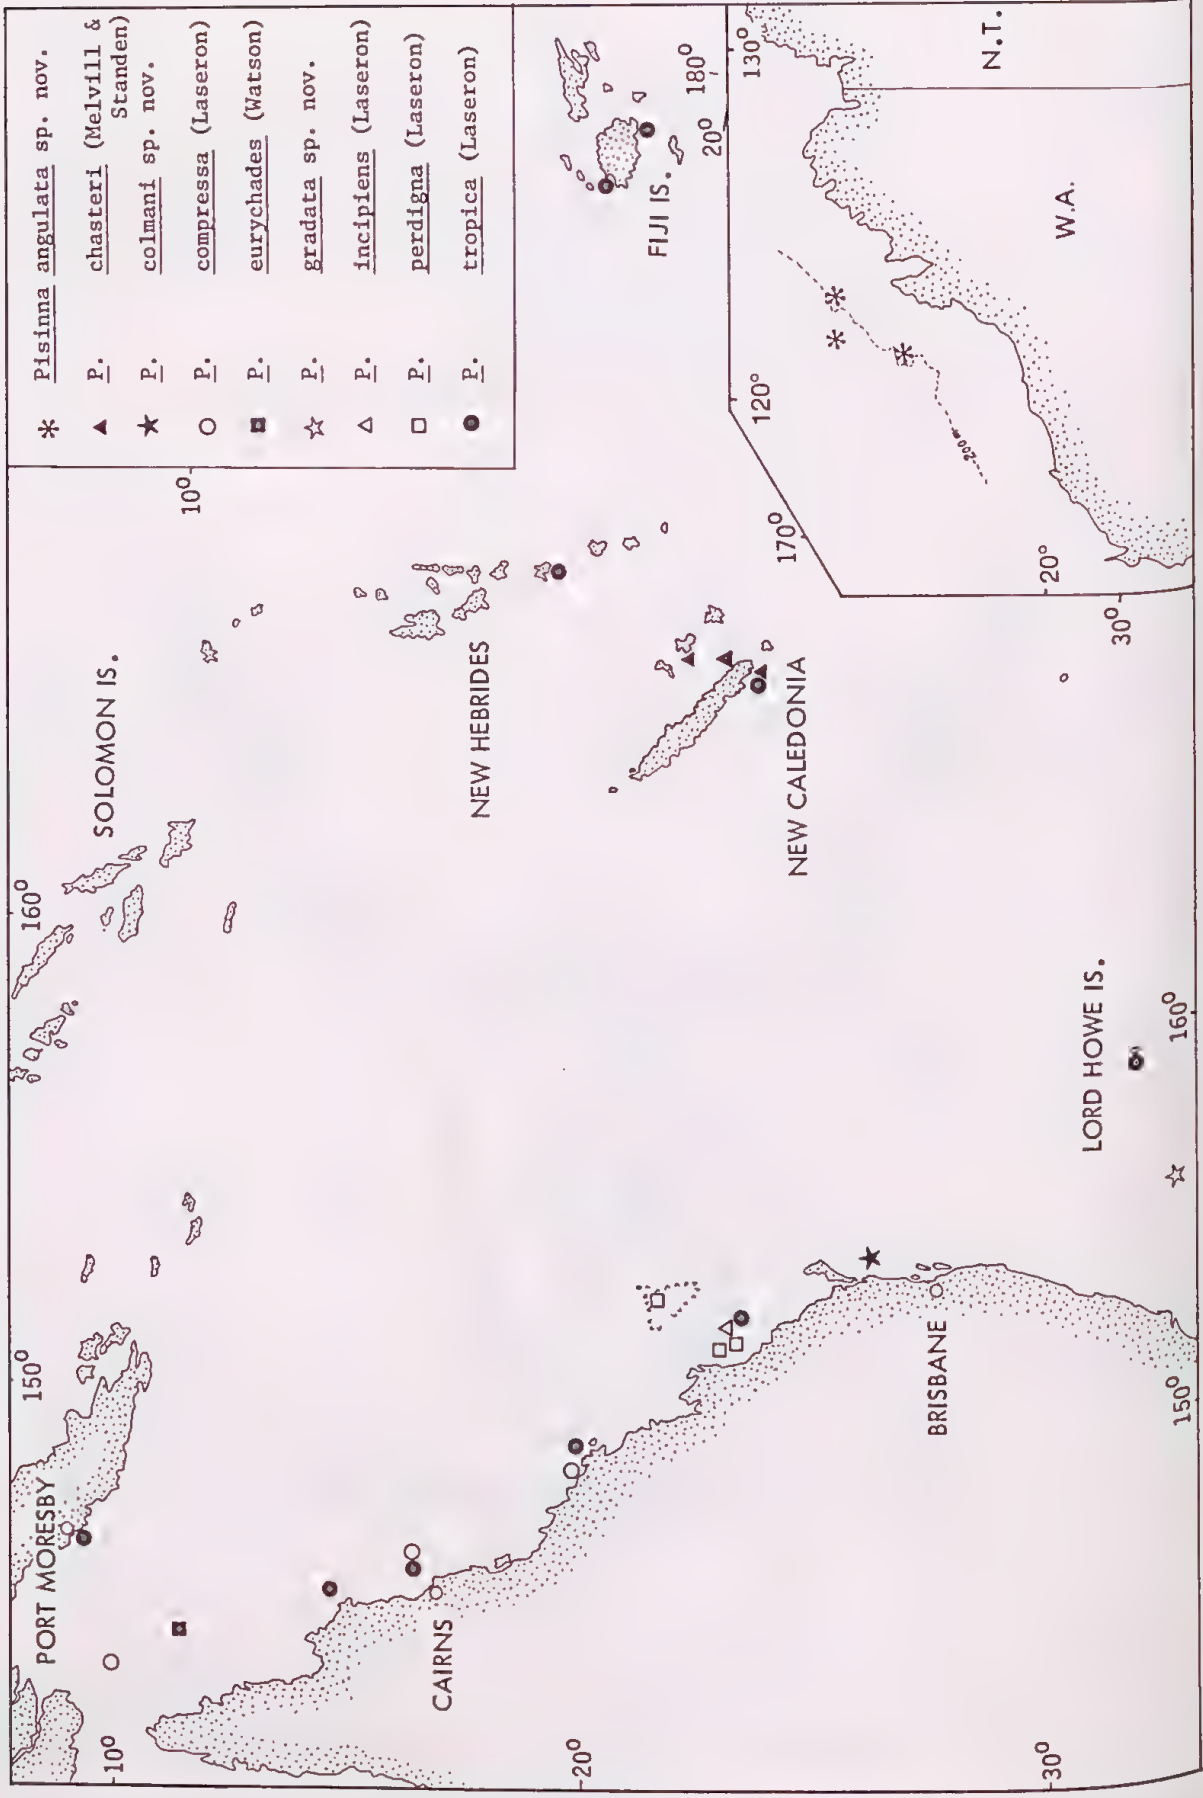 * Pisinna angulata sp. nov.
▲ P. chasteri (Melvill &
Standen)
★ P. colmani sp. nov.
○ P. compressa (Laseron)
■ P. eurychades (Watson)
☆ P. gradata sp. nov.
△ P. incipiens (Laseron)
□ P. perdigna (Laseron)
● P. tropica (Laseron)
150°
160°
10°
PORT MORESBY
SOLOMON IS.
10°
CAIRNS
NEW HEBRIDES
FIJI IS.
180°
20°
20°
170°
NEW CALEDONIA
BRISBANE
LORD HOWE IS.
30°
30°
150°
160°
120°
130°
200m
N.T.
W.A.
20°